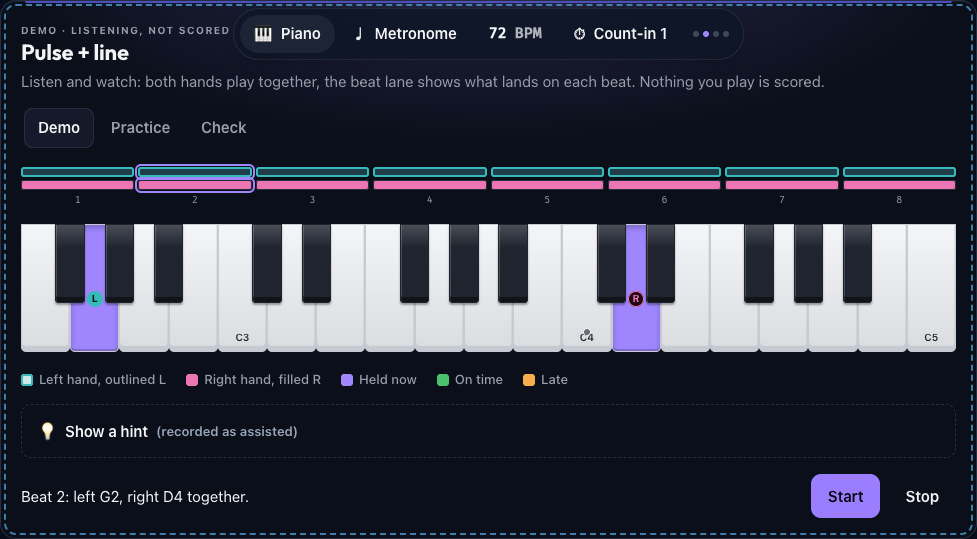 DEMO · LISTENING, NOT SCORED
Piano
Metronome
72 BPM
Count-in 1
Pulse + line
Listen and watch: both hands play together, the beat lane shows what lands on each beat. Nothing you play is scored.
Demo
Practice
Check
1 2 3 4 5 6 7 8
L
R
C3
C4
C5
Left hand, outlined L
Right hand, filled R
Held now
On time
Late
Show a hint (recorded as assisted)
Beat 2: left G2, right D4 together.
Start
Stop